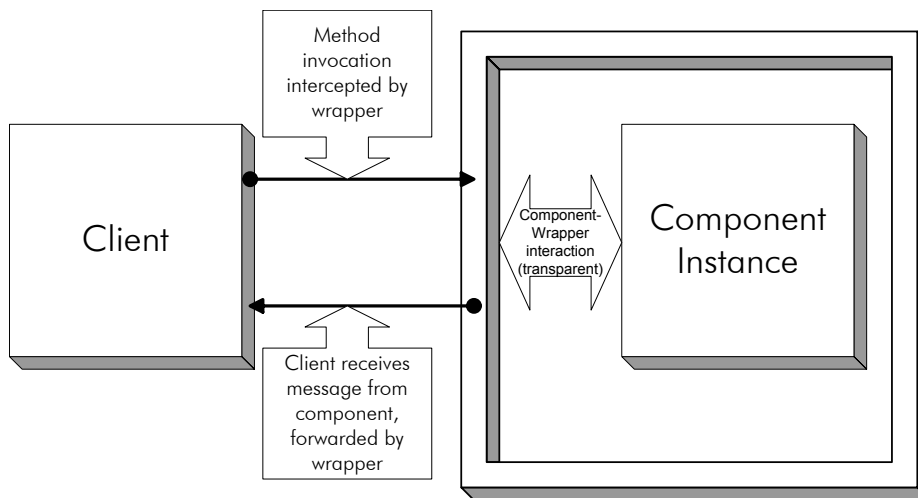 Method
invocation
intercepted by
wrapper
Client
Component-
Wrapper
interaction
(transparent)
Component
Instance
Client receives
message from
component,
forwarded by
wrapper